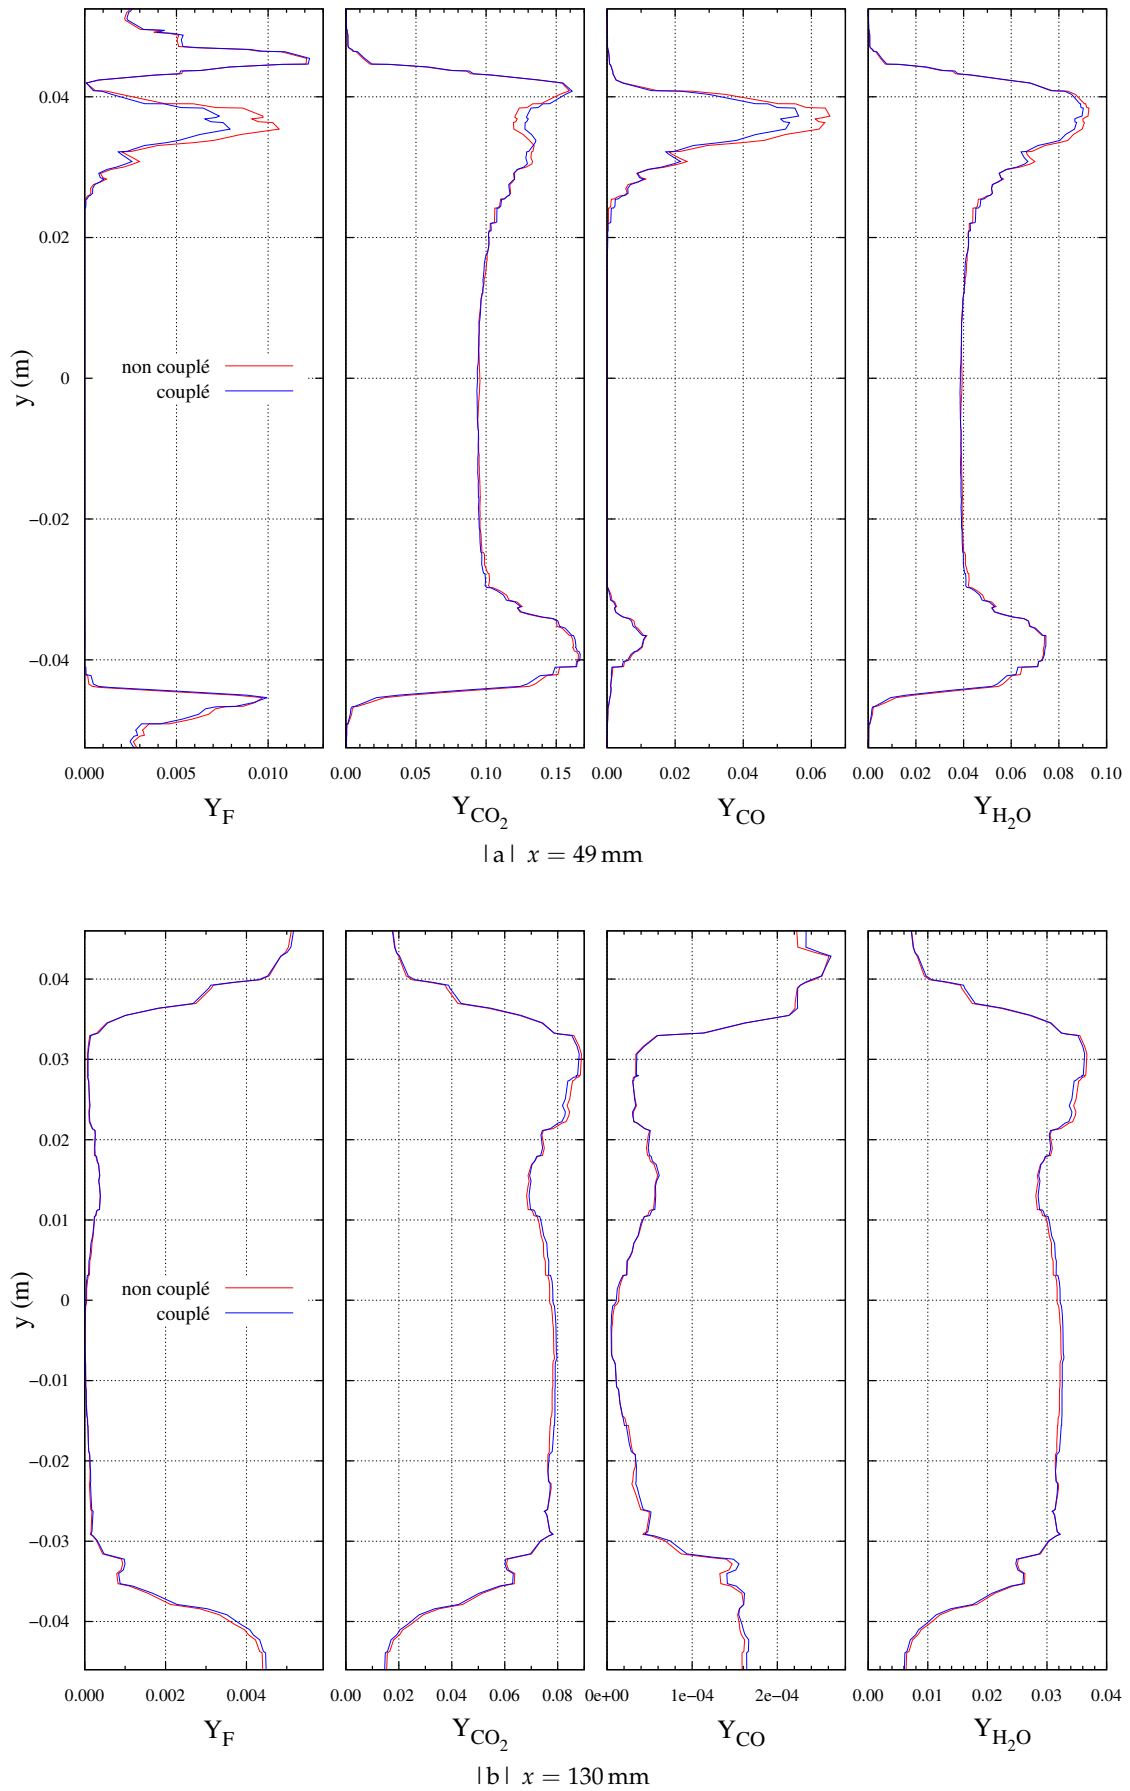 0.04
0.02
0
−0.02
−0.04
y (m)
non couplé
couplé
0.000 0.005 0.010
0.00 0.05 0.10 0.15
0.00 0.02 0.04 0.06
0.00 0.02 0.04 0.06 0.08 0.10
Y_F
Y_CO₂
Y_CO
Y_H₂O
|a| x = 49 mm
0.04
0.03
0.02
0.01
0
−0.01
−0.02
−0.03
−0.04
y (m)
non couplé
couplé
0.000 0.002 0.004
0.00 0.02 0.04 0.06 0.08
0e+00 1e−04 2e−04
0.00 0.01 0.02 0.03 0.04
Y_F
Y_CO₂
Y_CO
Y_H₂O
|b| x = 130 mm